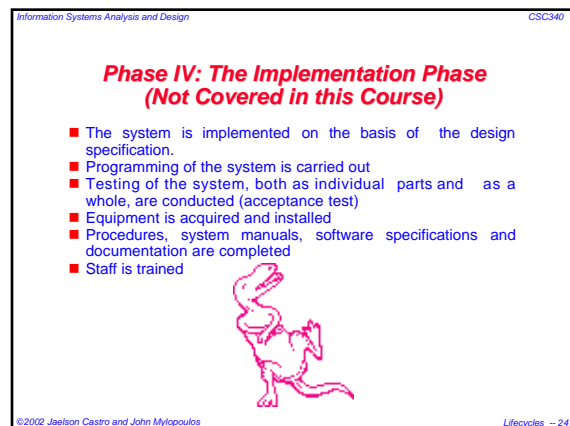 Information Systems Analysis and Design CSC340
Phase IV: The Implementation Phase
(Not Covered in this Course)
The system is implemented on the basis of the design
specification.
Programming of the system is carried out
Testing of the system, both as individual parts and as a
whole, are conducted (acceptance test)
Equipment is acquired and installed
Procedures, system manuals, software specifications and
documentation are completed
Staff is trained
©2002 Jaelson Castro and John Mylopoulos Lifecycles -- 24